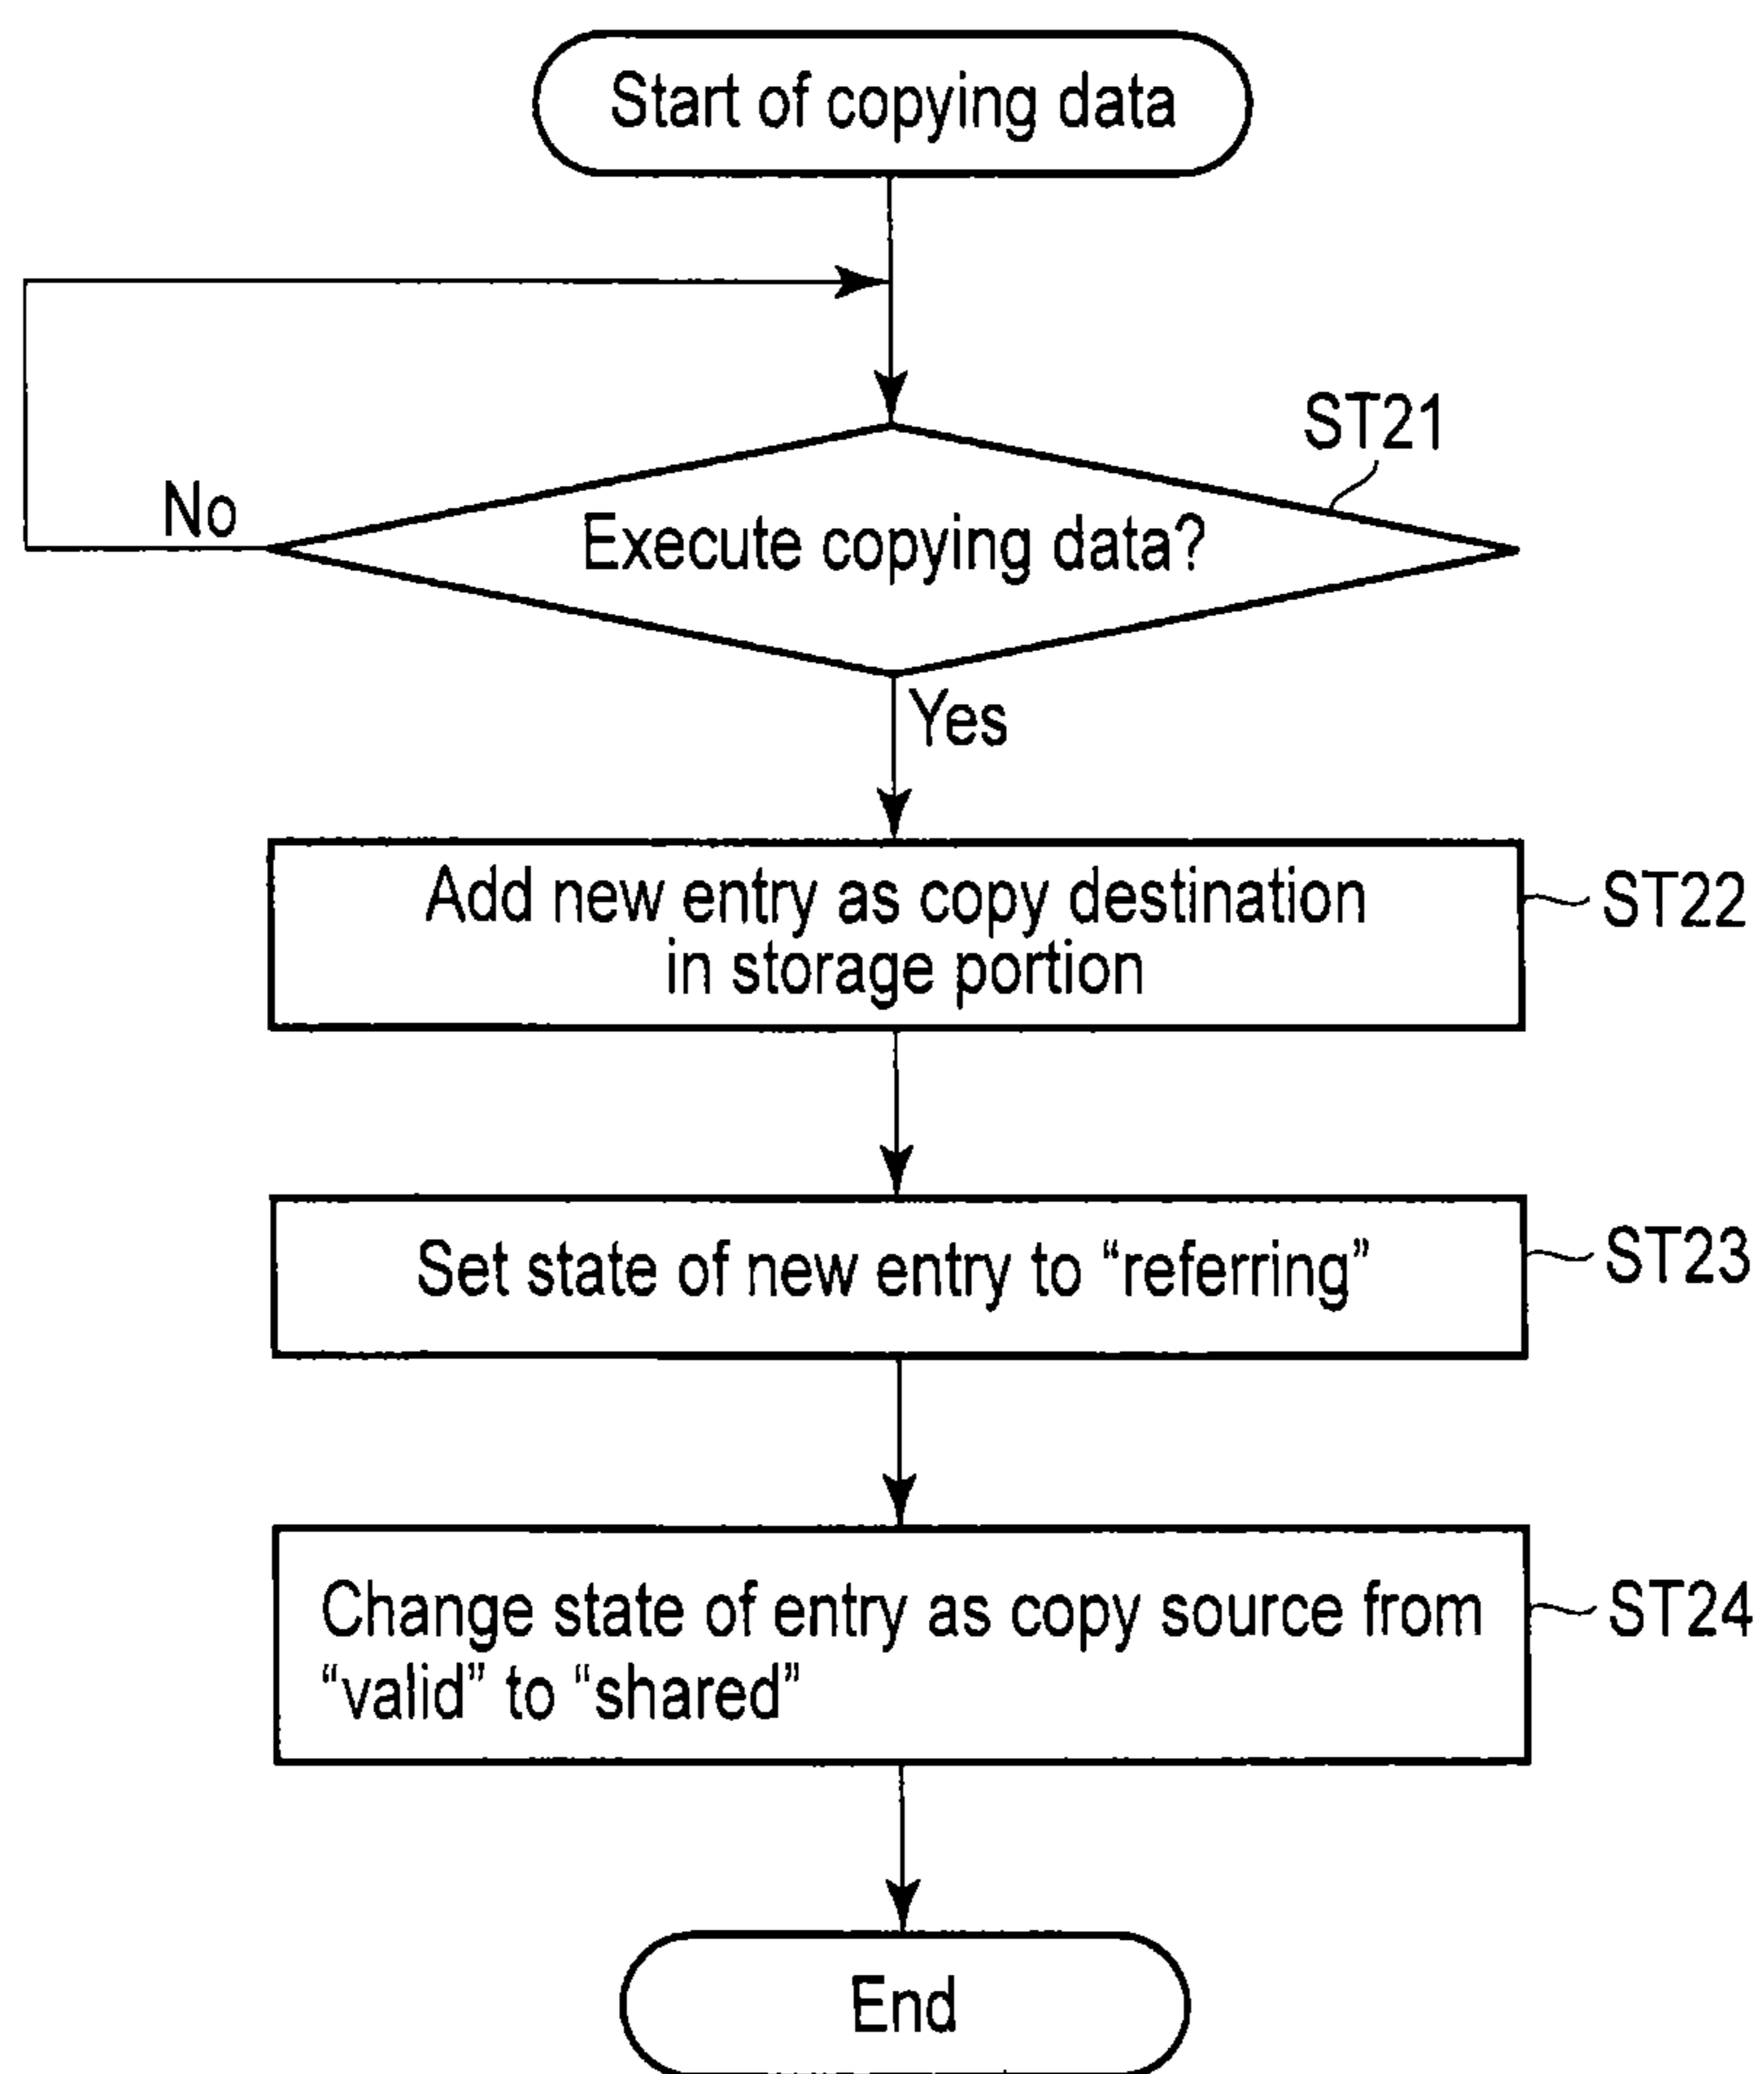 Start of copying data
ST21
No
Execute copying data?
Yes
Add new entry as copy destination
in storage portion
ST22
Set state of new entry to “referring”
ST23
Change state of entry as copy source from
“valid” to “shared”
ST24
End